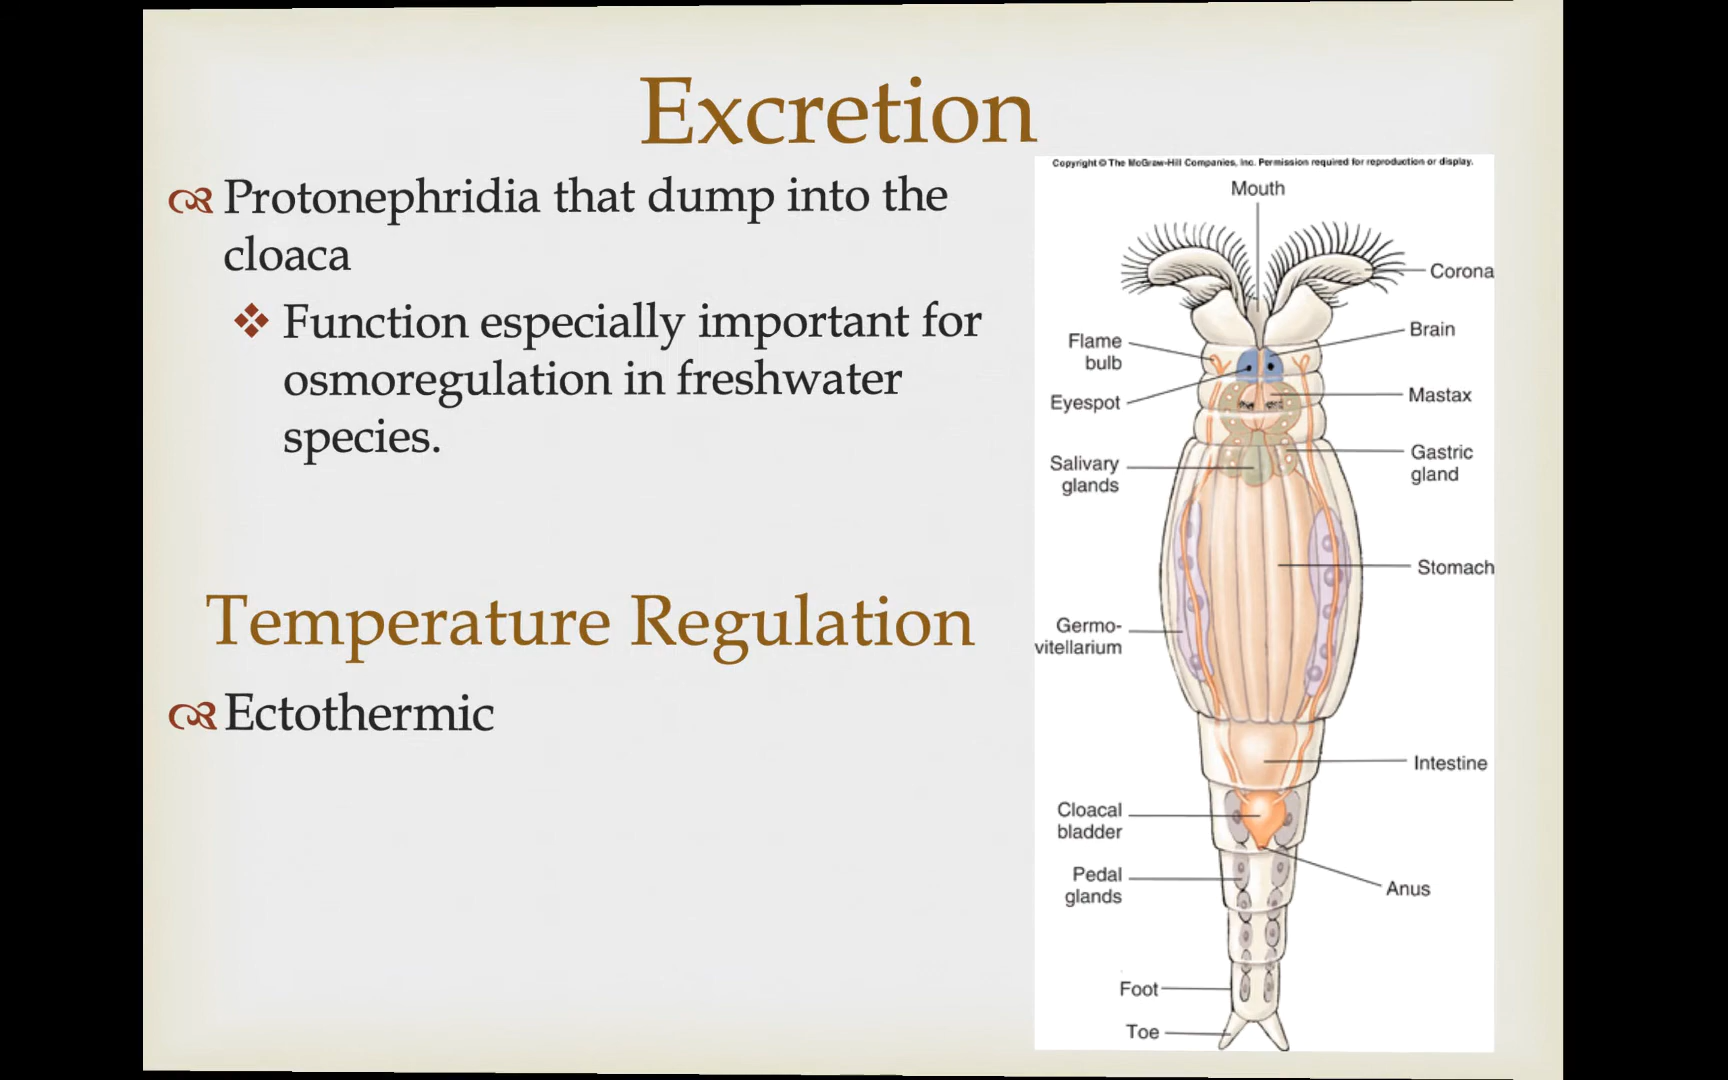 Excretion
Protonephridia that dump into the
cloaca
Function especially important for
osmoregulation in freshwater
species.
Temperature Regulation
Ectothermic
Copyright © The McGraw-Hill Companies, Inc. Permission required for reproduction or display.
Mouth
Corona
Brain
Flame
bulb
Eyespot
Mastax
Gastric
gland
Salivary
glands
Stomach
Germo-
vitellarium
Intestine
Cloacal
bladder
Pedal
glands
Anus
Foot
Toe